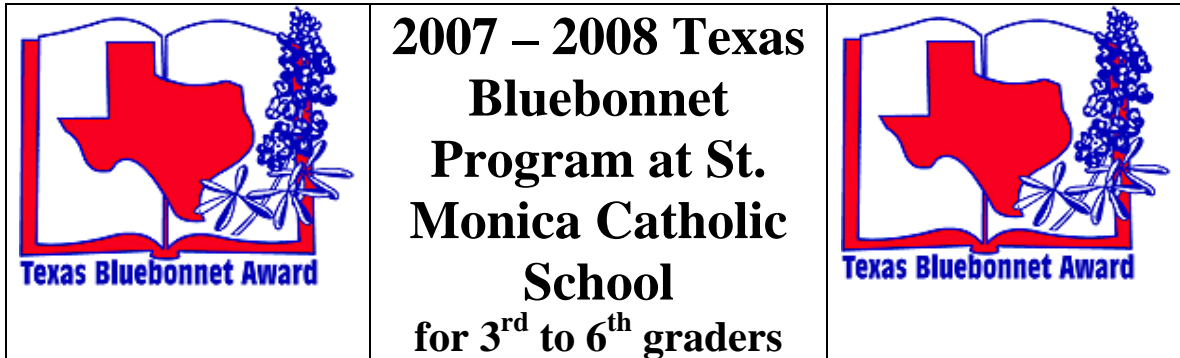 Texas Bluebonnet Award
2007 – 2008 Texas
Bluebonnet
Program at St.
Monica Catholic
School
for 3rd to 6th graders
Texas Bluebonnet Award